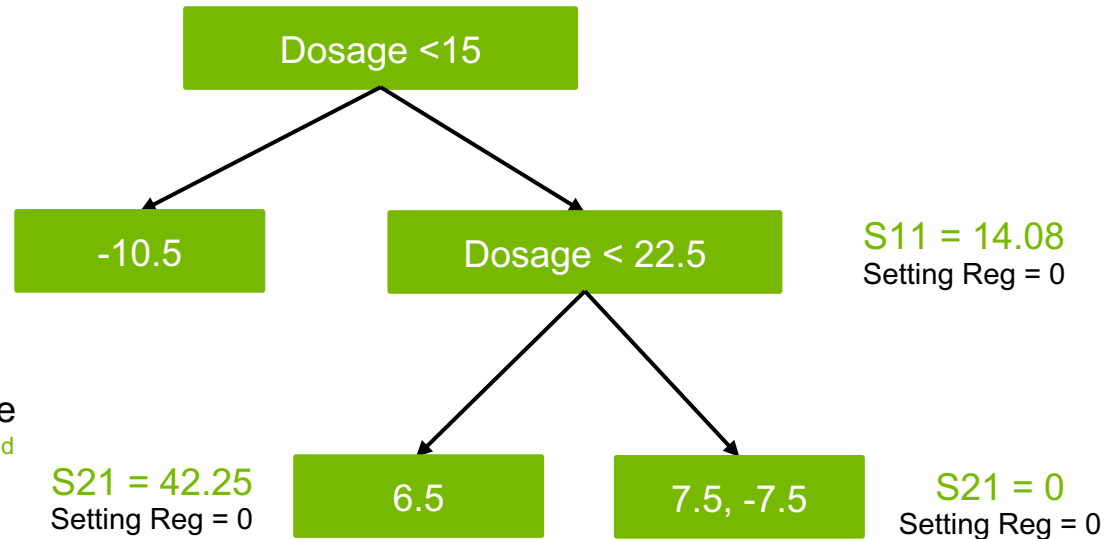 Dosage <15
-10.5
Dosage < 22.5
S11 = 14.08
Setting Reg = 0
e
d
S21 = 42.25
Setting Reg = 0
6.5
7.5, -7.5
S21 = 0
Setting Reg = 0